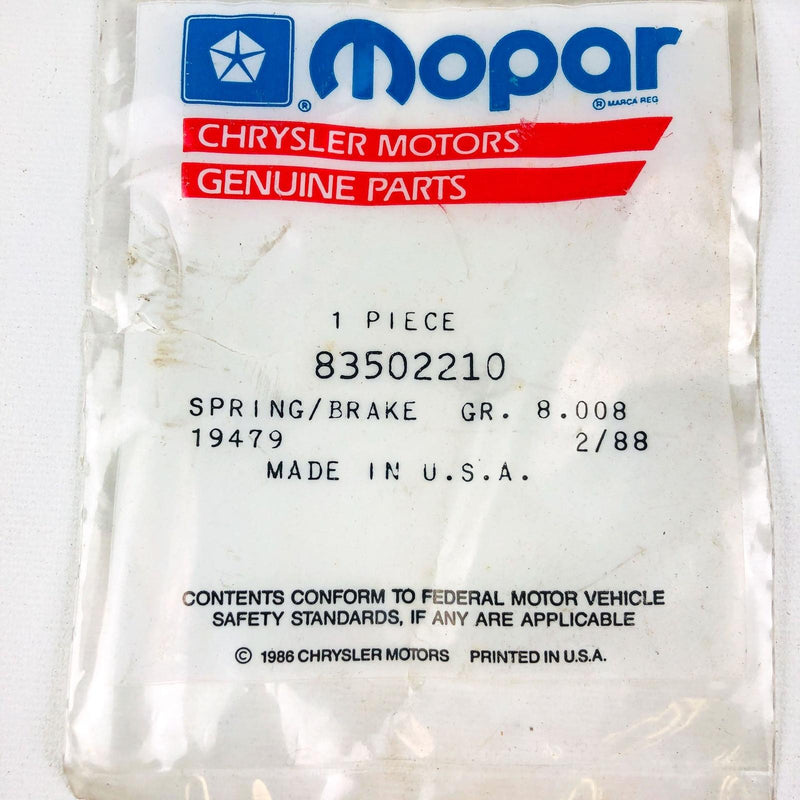 mopar
® ® MARCA REG
CHRYSLER MOTORS
GENUINE PARTS
1 PIECE
83502210
SPRING/BRAKE GR. 8.008
19479 2/88
MADE IN U.S.A.
CONTENTS CONFORM TO FEDERAL MOTOR VEHICLE
SAFETY STANDARDS, IF ANY ARE APPLICABLE
© 1986 CHRYSLER MOTORS PRINTED IN U.S.A.